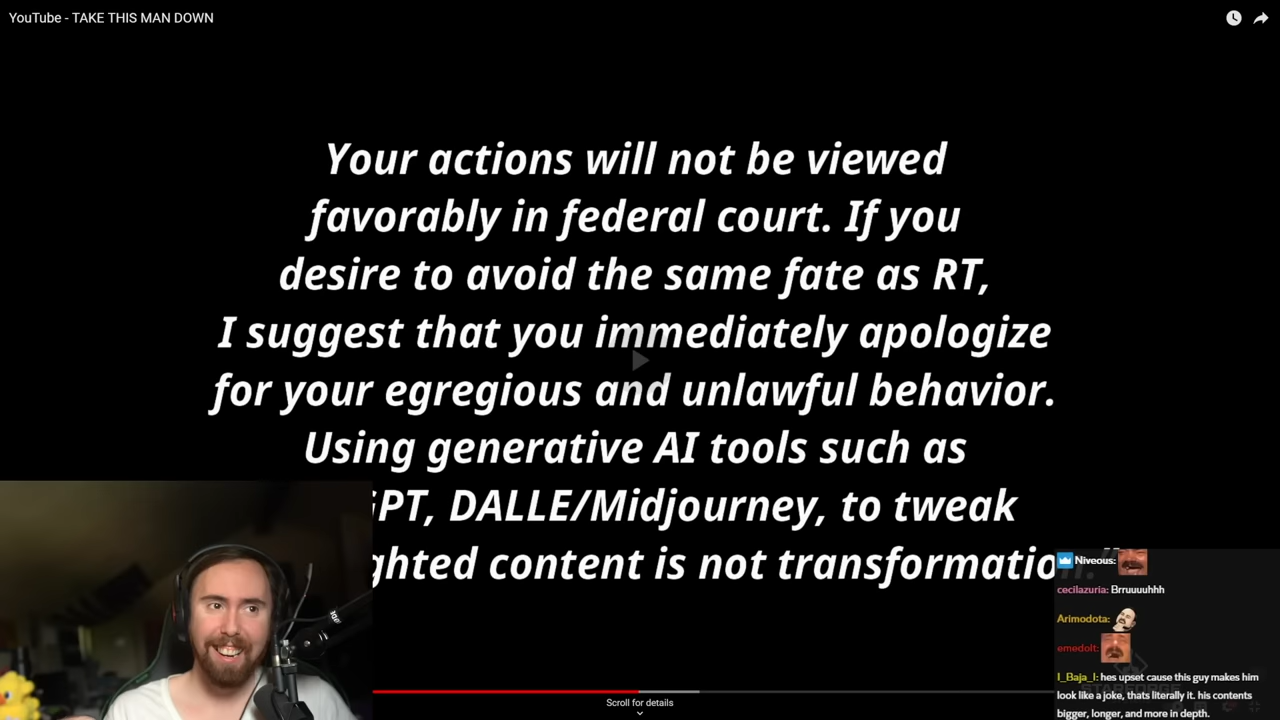 YouTube - TAKE THIS MAN DOWN
Your actions will not be viewed
favorably in federal court. If you
desire to avoid the same fate as RT,
I suggest that you immediately apologize
for your egregious and unlawful behavior.
Using generative AI tools such as
GPT, DALLE/Midjourney, to tweak
ghted content is not transformatio
Scroll for details
Niveous:
cecilazuria: Brruuuuhhh
Arimodota:
emedolt:
I_Baja_I: hes upset cause this guy makes him
look like a joke, thats literally it. his contents
bigger, longer, and more in depth.